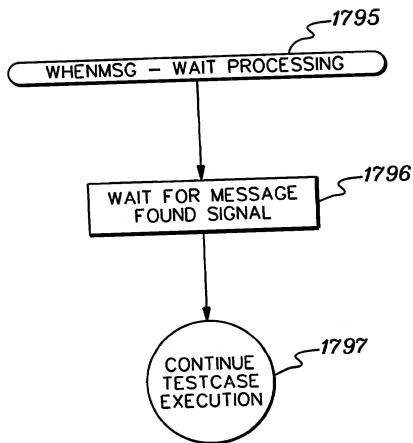 1795
WHENMSG – WAIT PROCESSING
1796
WAIT FOR MESSAGE
FOUND SIGNAL
1797
CONTINUE
TESTCASE
EXECUTION